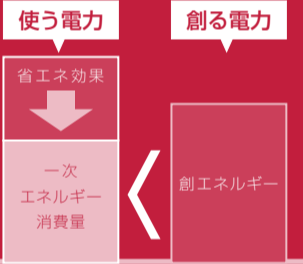 使う電力
省エネ効果
一次
エネルギー
消費量
創る電力
創エネルギー